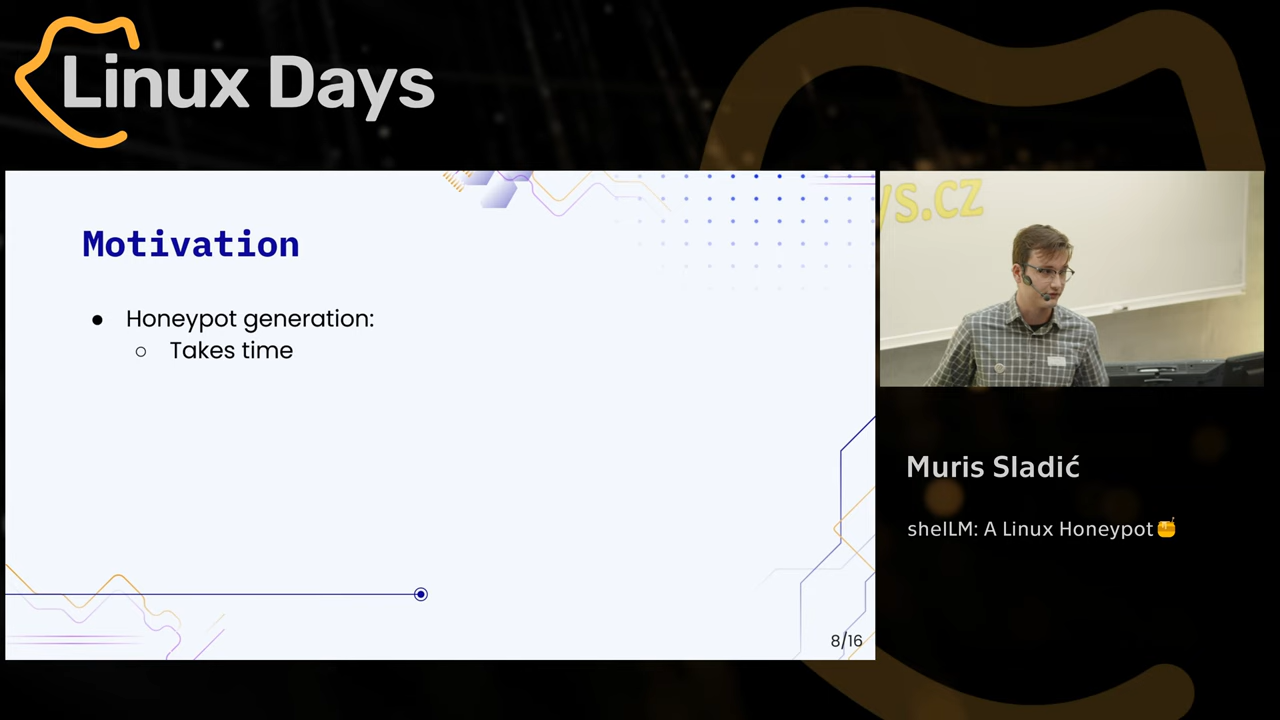 Linux Days
Motivation
● Honeypot generation:
○ Takes time
8/16
ys.cz
Muris Sladić
shelLM: A Linux Honeypot🍯